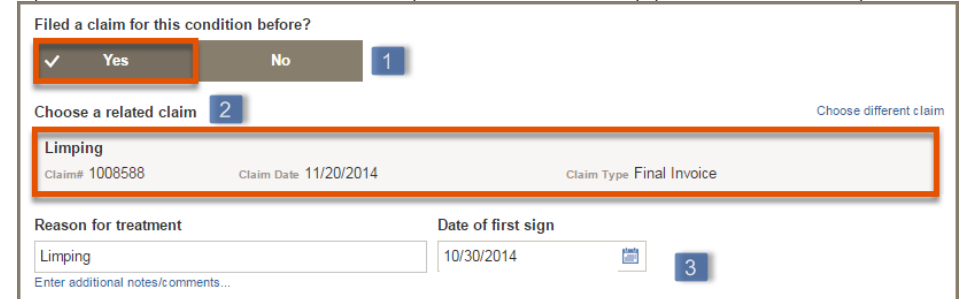 Filed a claim for this condition before?
Yes No 1
Choose a related claim 2 Choose different claim
Limping
Claim# 1008588 Claim Date 11/20/2014 Claim Type Final Invoice
Reason for treatment Date of first sign
Limping 10/30/2014 3
Enter additional notes/comments...